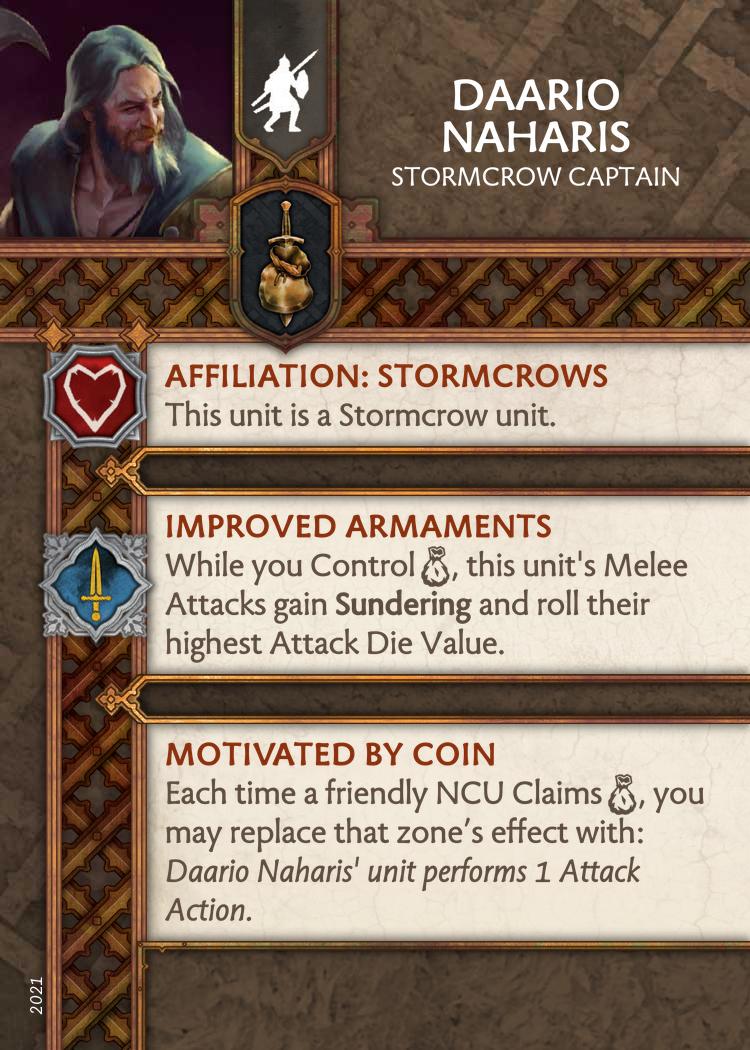 DAARIO
NAHARIS
STORMCROW CAPTAIN
AFFILIATION: STORMCROWS
This unit is a Stormcrow unit.
IMPROVED ARMAMENTS
While you Control , this unit's Melee
Attacks gain Sundering and roll their
highest Attack Die Value.
MOTIVATED BY COIN
Each time a friendly NCU Claims , you
may replace that zone’s effect with:
Daario Naharis' unit performs 1 Attack
Action.
2021